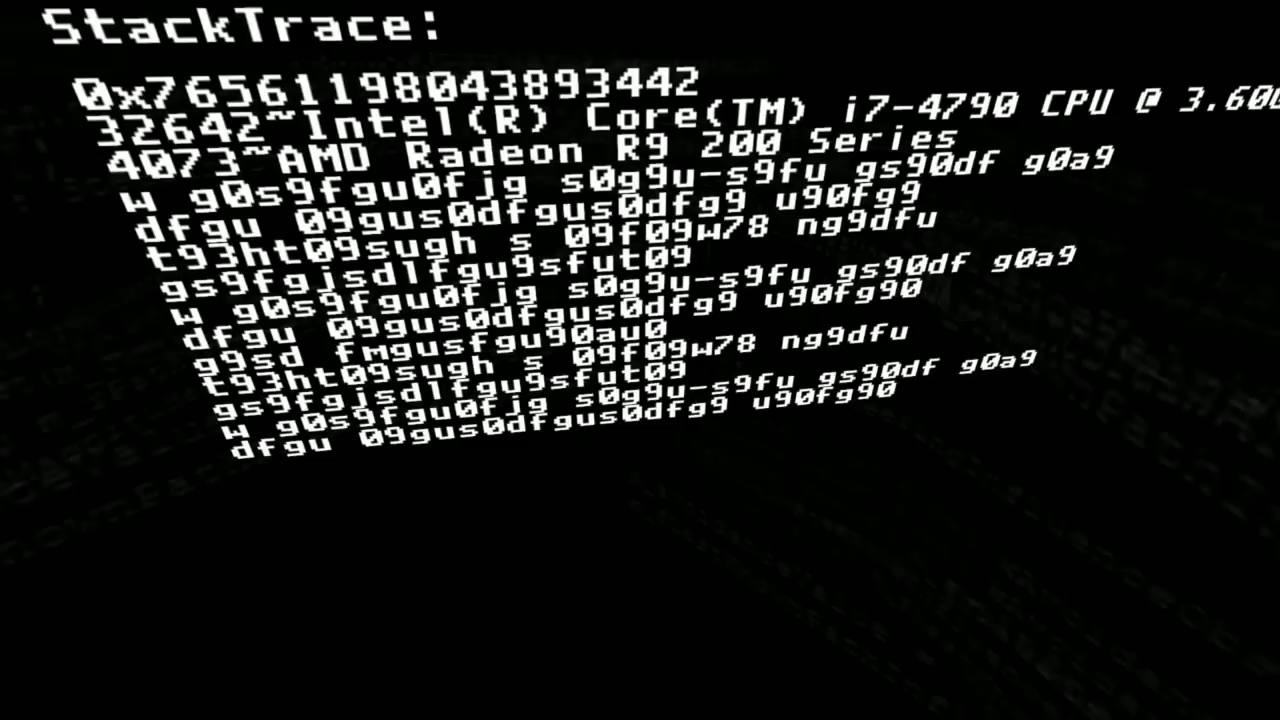 StackTrace:
0x76561198043893442
32642~Intel(R) Core(TM) i7-4790 CPU @ 3.60
4073~AMD Radeon R9 200 Series
w g0s9fgu0fjg s0g9u-s9fu gs90df g0a9
dfgu 09gus0dfgus0dfg9 u90fg9
t93ht09sugh s 09f09w78 ng9dfu
gs9fgjsdlfgu9sfut09
w g0s9fgu0fjg s0g9u-s9fu gs90df g0a9
dfgu 09gus0dfgus0dfg9 u90fg90
g9sd fmgusfgu90au0
t93ht09sugh s 09f09w78 ng9dfu
gs9fgjsdlfgu9sfut09
w g0s9fgu0fjg s0g9u-s9fu gs90df g0a9
dfgu 09gus0dfgus0dfg9 u90fg90